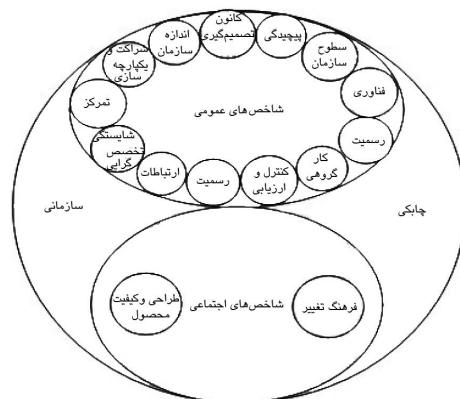 کانون
تصمیم‌گیری
پیچیدگی
اندازه
سازمان
سطوح
سازمان
شراکت و
یکپارچه
سازی
فناوری
تمرکز
شاخص‌های عمومی
رسمیت
شایستگی
تخصص
گرایی
کار
گروهی
ارتباطات
رسمیت
کنترل و
ارزیابی
چابکی
سازمانی
فرهنگ تغییر
شاخص‌های اجتماعی
طراحی وکیفیت
محصول